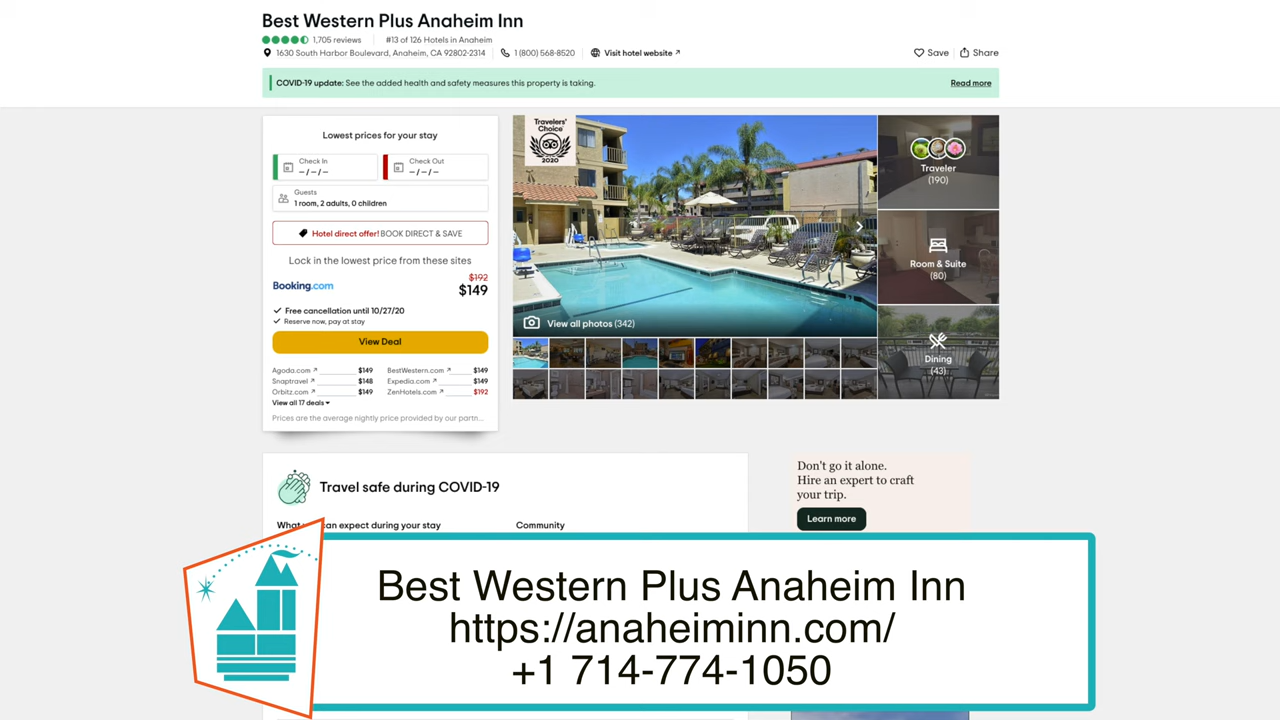 Best Western Plus Anaheim Inn
1,705 reviews #13 of 126 Hotels in Anaheim
1630 South Harbor Boulevard, Anaheim, CA 92802-2314 1 (800) 568-8520 Visit hotel website ↗ Save Share
COVID-19 update: See the added health and safety measures this property is taking. Read more
Lowest prices for your stay
Check In
– / – / –
Check Out
– / – / –
Guests
1 room, 2 adults, 0 children
Hotel direct offer! BOOK DIRECT & SAVE
Lock in the lowest price from these sites
Booking.com $192
$149
Free cancellation until 10/27/20
Reserve now, pay at stay
View Deal
Agoda.com ↗ $149 BestWestern.com ↗ $149
Snaptravel ↗ $148 Expedia.com ↗ $149
Orbitz.com ↗ $149 ZenHotels.com ↗ $192
View all 17 deals
Prices are the average nightly price provided by our partn...
Travelers'
Choice
2020
View all photos (342)
Traveler
(190)
Room & Suite
(80)
Dining
(43)
Travel safe during COVID-19
can expect during your stay Community
Don't go it alone.
Hire an expert to craft
your trip.
Learn more
Best Western Plus Anaheim Inn
https://anaheiminn.com/
+1 714-774-1050